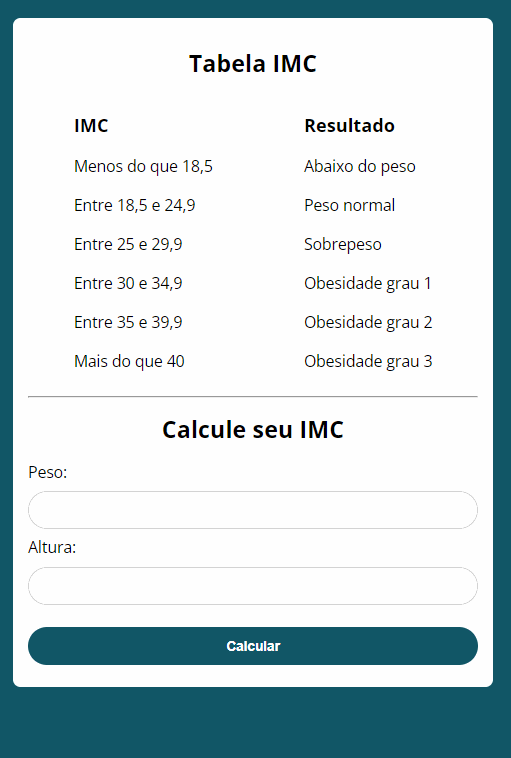 Tabela IMC
IMC Resultado
Menos do que 18,5 Abaixo do peso
Entre 18,5 e 24,9 Peso normal
Entre 25 e 29,9 Sobrepeso
Entre 30 e 34,9 Obesidade grau 1
Entre 35 e 39,9 Obesidade grau 2
Mais do que 40 Obesidade grau 3
Calcule seu IMC
Peso:
Altura:
Calcular